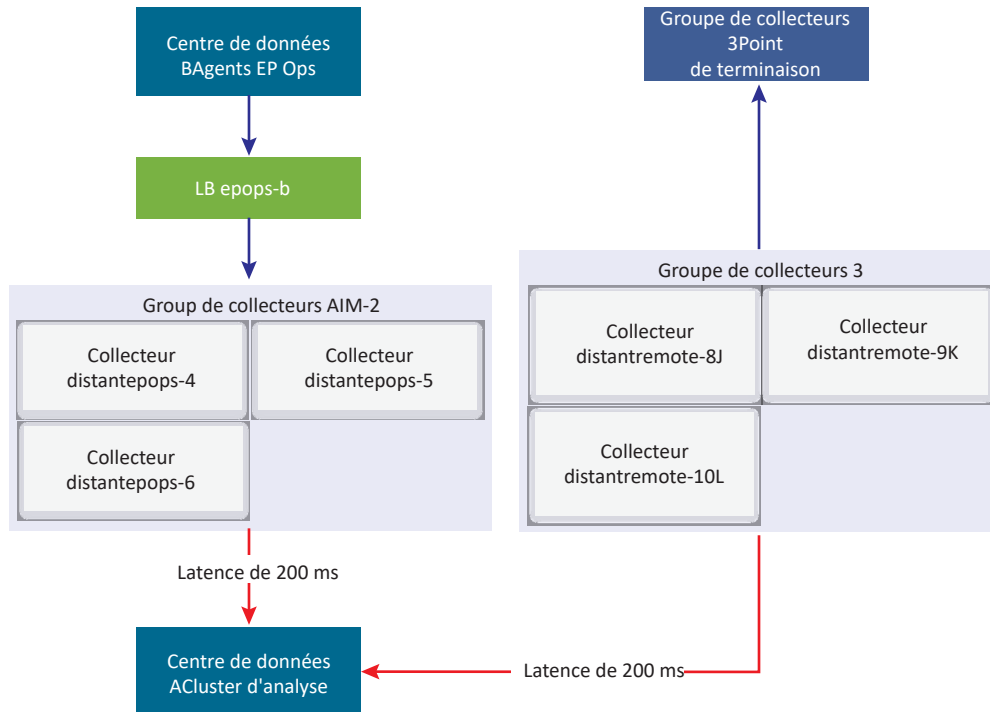 Centre de données
BAgents EP Ops
LB epops-b
Group de collecteurs AIM-2
Collecteur
distantepops-4
Collecteur
distantepops-5
Collecteur
distantepops-6
Latence de 200 ms
Centre de données
ACluster d'analyse
Groupe de collecteurs
3Point
de terminaison
Groupe de collecteurs 3
Collecteur
distantremote-8J
Collecteur
distantremote-9K
Collecteur
distantremote-10L
Latence de 200 ms